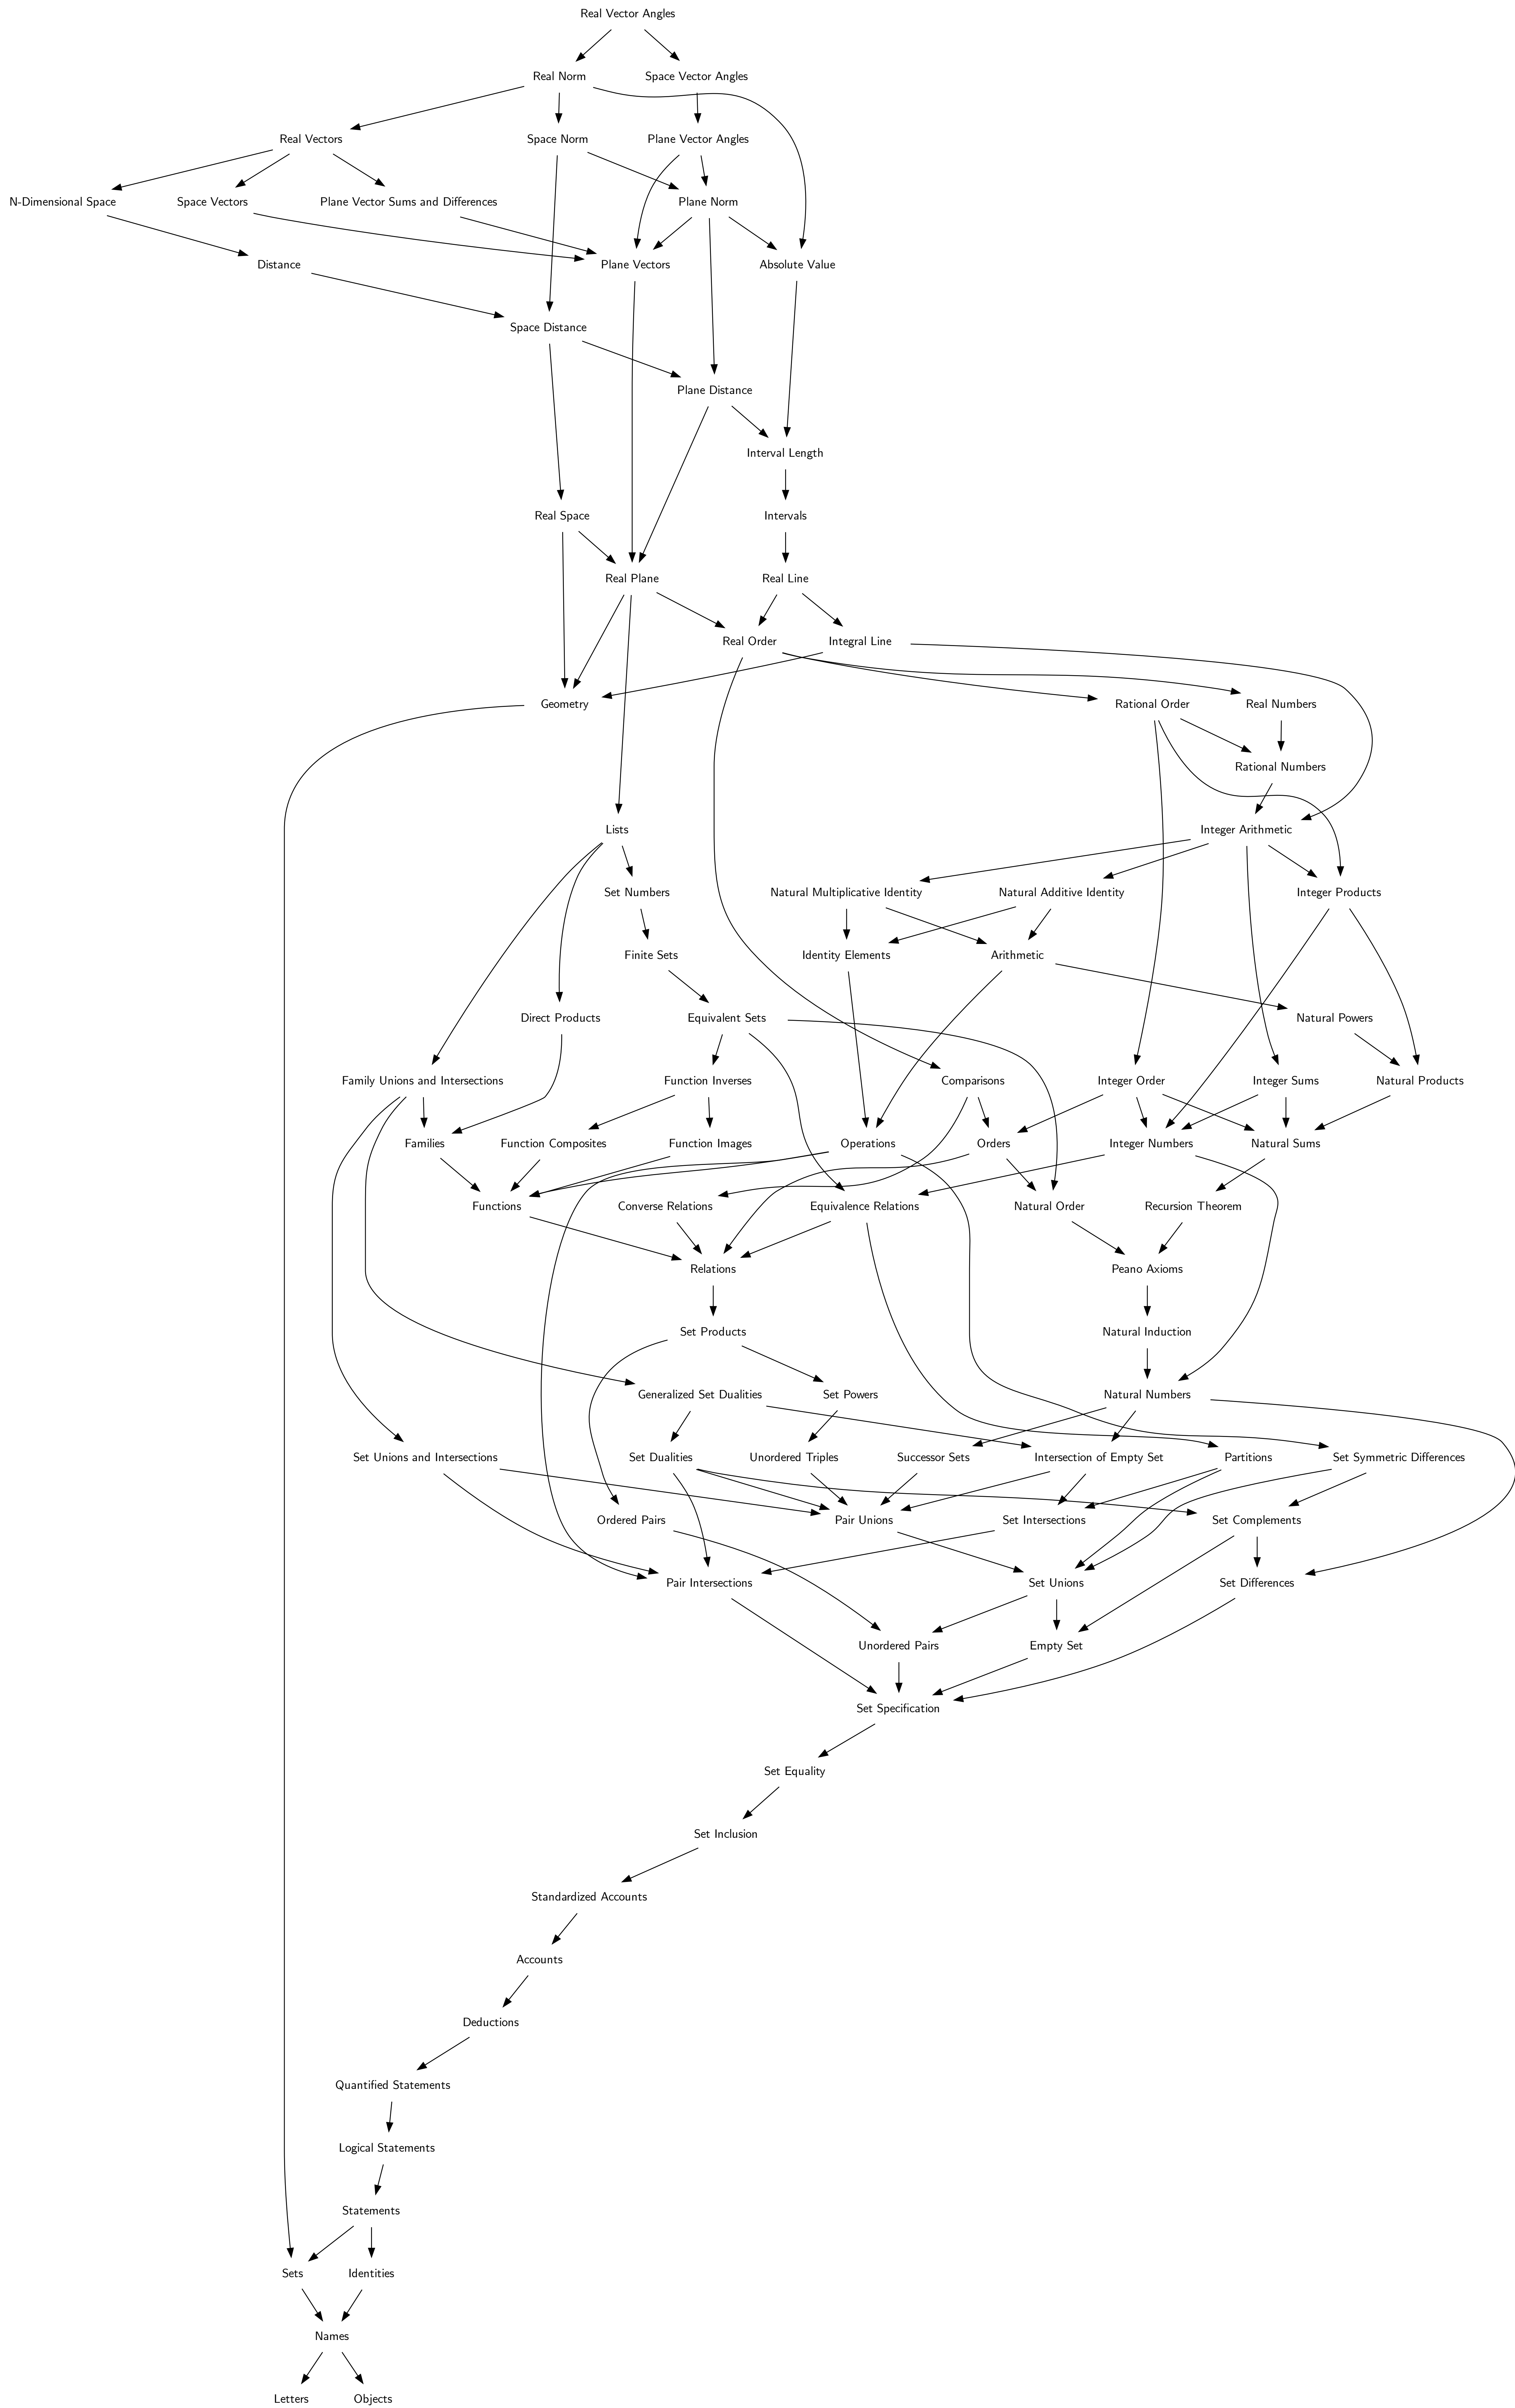 Real Vector Angles
Real Norm
Space Vector Angles
Real Vectors
Space Norm
Plane Vector Angles
N-Dimensional Space
Space Vectors
Plane Vector Sums and Differences
Plane Norm
Distance
Plane Vectors
Absolute Value
Space Distance
Plane Distance
Interval Length
Real Space
Intervals
Real Plane
Real Line
Real Order
Integral Line
Geometry
Rational Order
Real Numbers
Rational Numbers
Lists
Integer Arithmetic
Set Numbers
Natural Multiplicative Identity
Natural Additive Identity
Integer Products
Finite Sets
Identity Elements
Arithmetic
Direct Products
Equivalent Sets
Natural Powers
Family Unions and Intersections
Function Inverses
Comparisons
Integer Order
Integer Sums
Natural Products
Families
Function Composites
Function Images
Operations
Orders
Integer Numbers
Natural Sums
Functions
Converse Relations
Equivalence Relations
Natural Order
Recursion Theorem
Relations
Peano Axioms
Set Products
Natural Induction
Generalized Set Dualities
Set Powers
Natural Numbers
Set Unions and Intersections
Set Dualities
Unordered Triples
Successor Sets
Intersection of Empty Set
Partitions
Set Symmetric Differences
Ordered Pairs
Pair Unions
Set Intersections
Set Complements
Pair Intersections
Set Unions
Set Differences
Unordered Pairs
Empty Set
Set Specification
Set Equality
Set Inclusion
Standardized Accounts
Accounts
Deductions
Quantified Statements
Logical Statements
Statements
Sets
Identities
Names
Letters
Objects